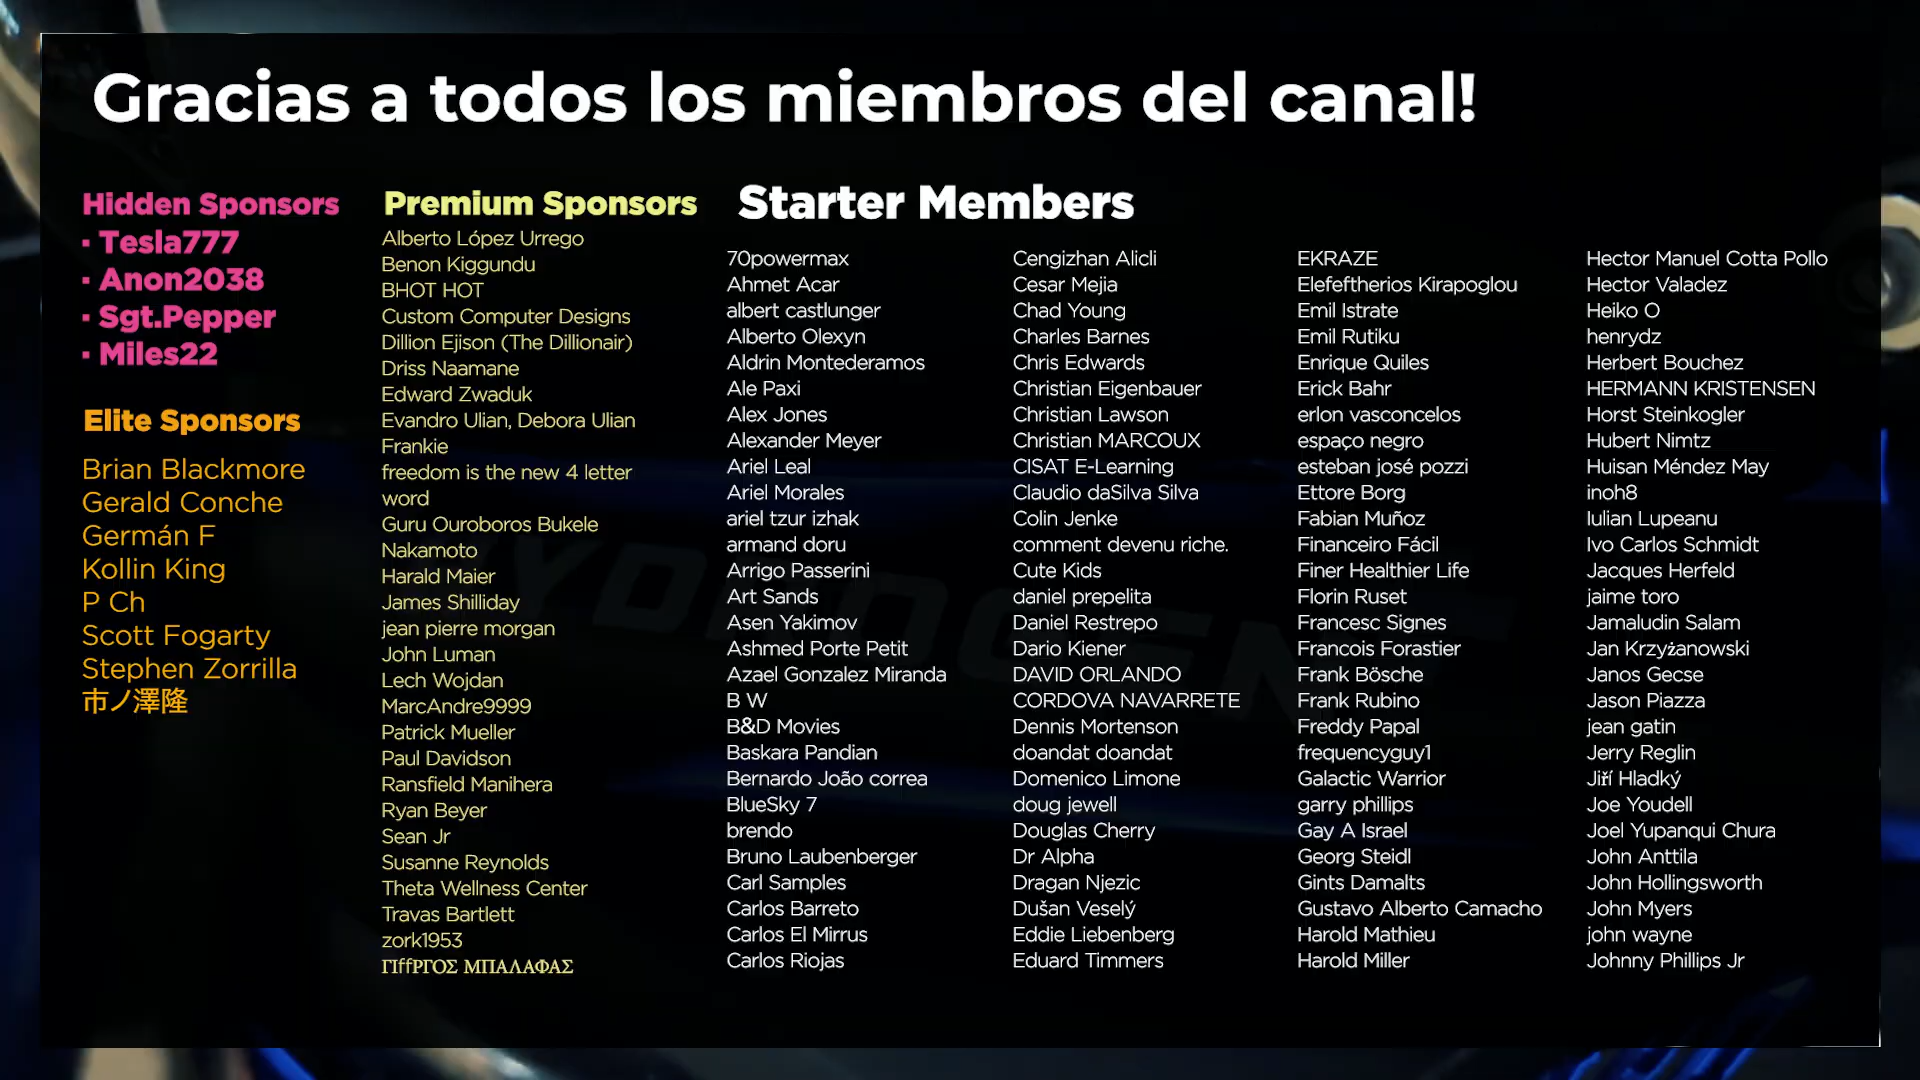 Gracias a todos los miembros del canal!
Hidden Sponsors
· Tesla777
· Anon2038
· Sgt.Pepper
· Miles22
Elite Sponsors
Brian Blackmore
Gerald Conche
Germán F
Kollin King
P Ch
Scott Fogarty
Stephen Zorrilla
市ノ澤隆
Premium Sponsors
Alberto López Urrego
Benon Kiggundu
BHOT HOT
Custom Computer Designs
Dillion Ejison (The Dillionair)
Driss Naamane
Edward Zwaduk
Evandro Ulian, Debora Ulian
Frankie
freedom is the new 4 letter
word
Guru Ouroboros Bukele
Nakamoto
Harald Maier
James Shilliday
jean pierre morgan
John Luman
Lech Wojdan
MarcAndre9999
Patrick Mueller
Paul Davidson
Ransfield Manihera
Ryan Beyer
Sean Jr
Susanne Reynolds
Theta Wellness Center
Travas Bartlett
zork1953
ΓΙffΡΓΟΣ ΜΠΑΛΑΦΑΣ
Starter Members
70powermax
Ahmet Acar
albert castlunger
Alberto Olexyn
Aldrin Montederamos
Ale Paxi
Alex Jones
Alexander Meyer
Ariel Leal
Ariel Morales
ariel tzur izhak
armand doru
Arrigo Passerini
Art Sands
Asen Yakimov
Ashmed Porte Petit
Azael Gonzalez Miranda
B W
B&D Movies
Baskara Pandian
Bernardo João correa
BlueSky 7
brendo
Bruno Laubenberger
Carl Samples
Carlos Barreto
Carlos El Mirrus
Carlos Riojas
Cengizhan Alicli
Cesar Mejia
Chad Young
Charles Barnes
Chris Edwards
Christian Eigenbauer
Christian Lawson
Christian MARCOUX
CISAT E-Learning
Claudio daSilva Silva
Colin Jenke
comment devenu riche.
Cute Kids
daniel prepelita
Daniel Restrepo
Dario Kiener
DAVID ORLANDO
CORDOVA NAVARRETE
Dennis Mortenson
doandat doandat
Domenico Limone
doug jewell
Douglas Cherry
Dr Alpha
Dragan Njezic
Dušan Veselý
Eddie Liebenberg
Eduard Timmers
EKRAZE
Elefeftherios Kirapoglou
Emil Istrate
Emil Rutiku
Enrique Quiles
Erick Bahr
erlon vasconcelos
espaço negro
esteban josé pozzi
Ettore Borg
Fabian Muñoz
Financeiro Fácil
Finer Healthier Life
Florin Ruset
Francesc Signes
Francois Forastier
Frank Bösche
Frank Rubino
Freddy Papal
frequencyguy1
Galactic Warrior
garry phillips
Gay A Israel
Georg Steidl
Gints Damalts
Gustavo Alberto Camacho
Harold Mathieu
Harold Miller
Hector Manuel Cotta Pollo
Hector Valadez
Heiko O
henrydz
Herbert Bouchez
HERMANN KRISTENSEN
Horst Steinkogler
Hubert Nimtz
Huisan Méndez May
inoh8
Iulian Lupeanu
Ivo Carlos Schmidt
Jacques Herfeld
jaime toro
Jamaludin Salam
Jan Krzyżanowski
Janos Gecse
Jason Piazza
jean gatin
Jerry Reglin
Jiří Hladký
Joe Youdell
Joel Yupanqui Chura
John Anttila
John Hollingsworth
John Myers
john wayne
Johnny Phillips Jr